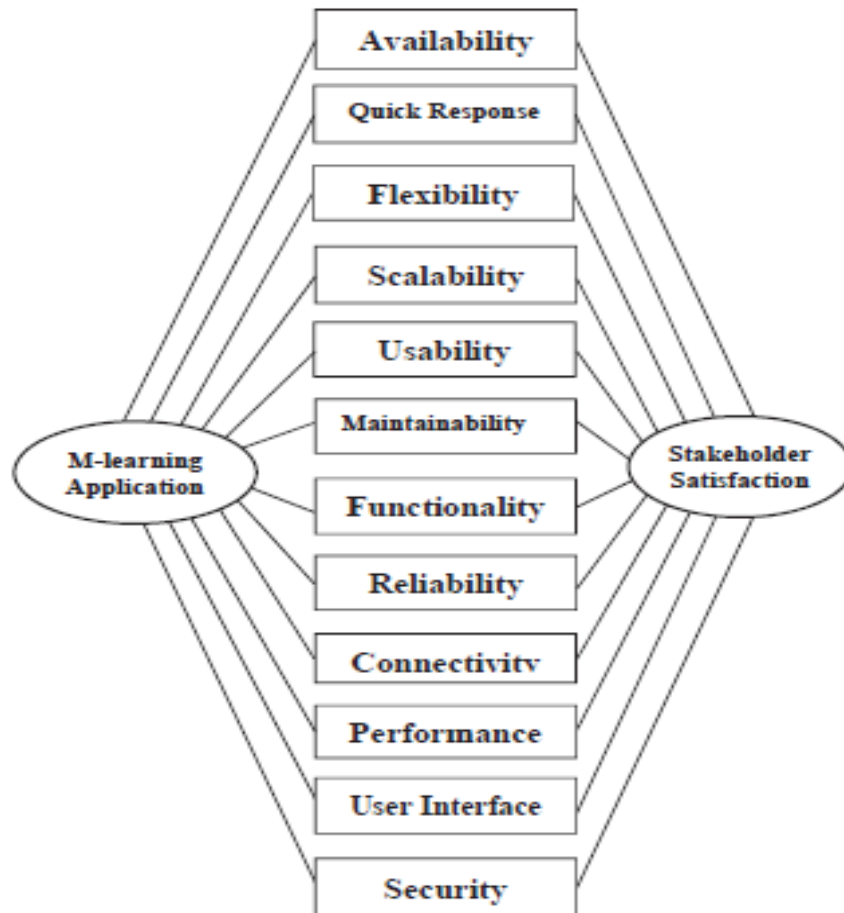 Availability
Quick Response
Flexibility
Scalability
Usability
Maintainability
M-learning
Application
Stakeholder
Satisfaction
Functionality
Reliability
Connectivity
Performance
User Interface
Security